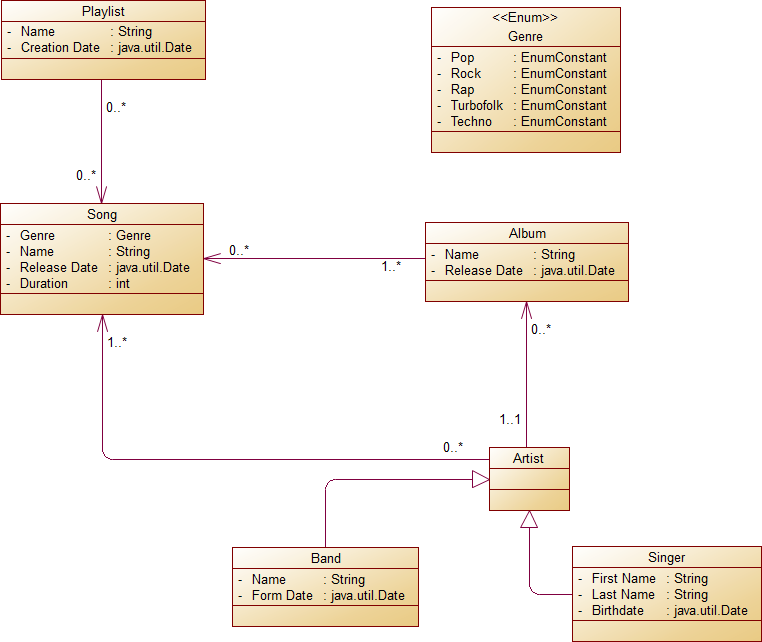 Playlist
- Name : String
- Creation Date : java.util.Date
<<Enum>>
Genre
- Pop : EnumConstant
- Rock : EnumConstant
- Rap : EnumConstant
- Turbofolk : EnumConstant
- Techno : EnumConstant
0..*
0..*
Song
- Genre : Genre
- Name : String
- Release Date : java.util.Date
- Duration : int
0..*
1..*
Album
- Name : String
- Release Date : java.util.Date
1..*
0..*
1..1
0..*
Artist
Band
- Name : String
- Form Date : java.util.Date
Singer
- First Name : String
- Last Name : String
- Birthdate : java.util.Date